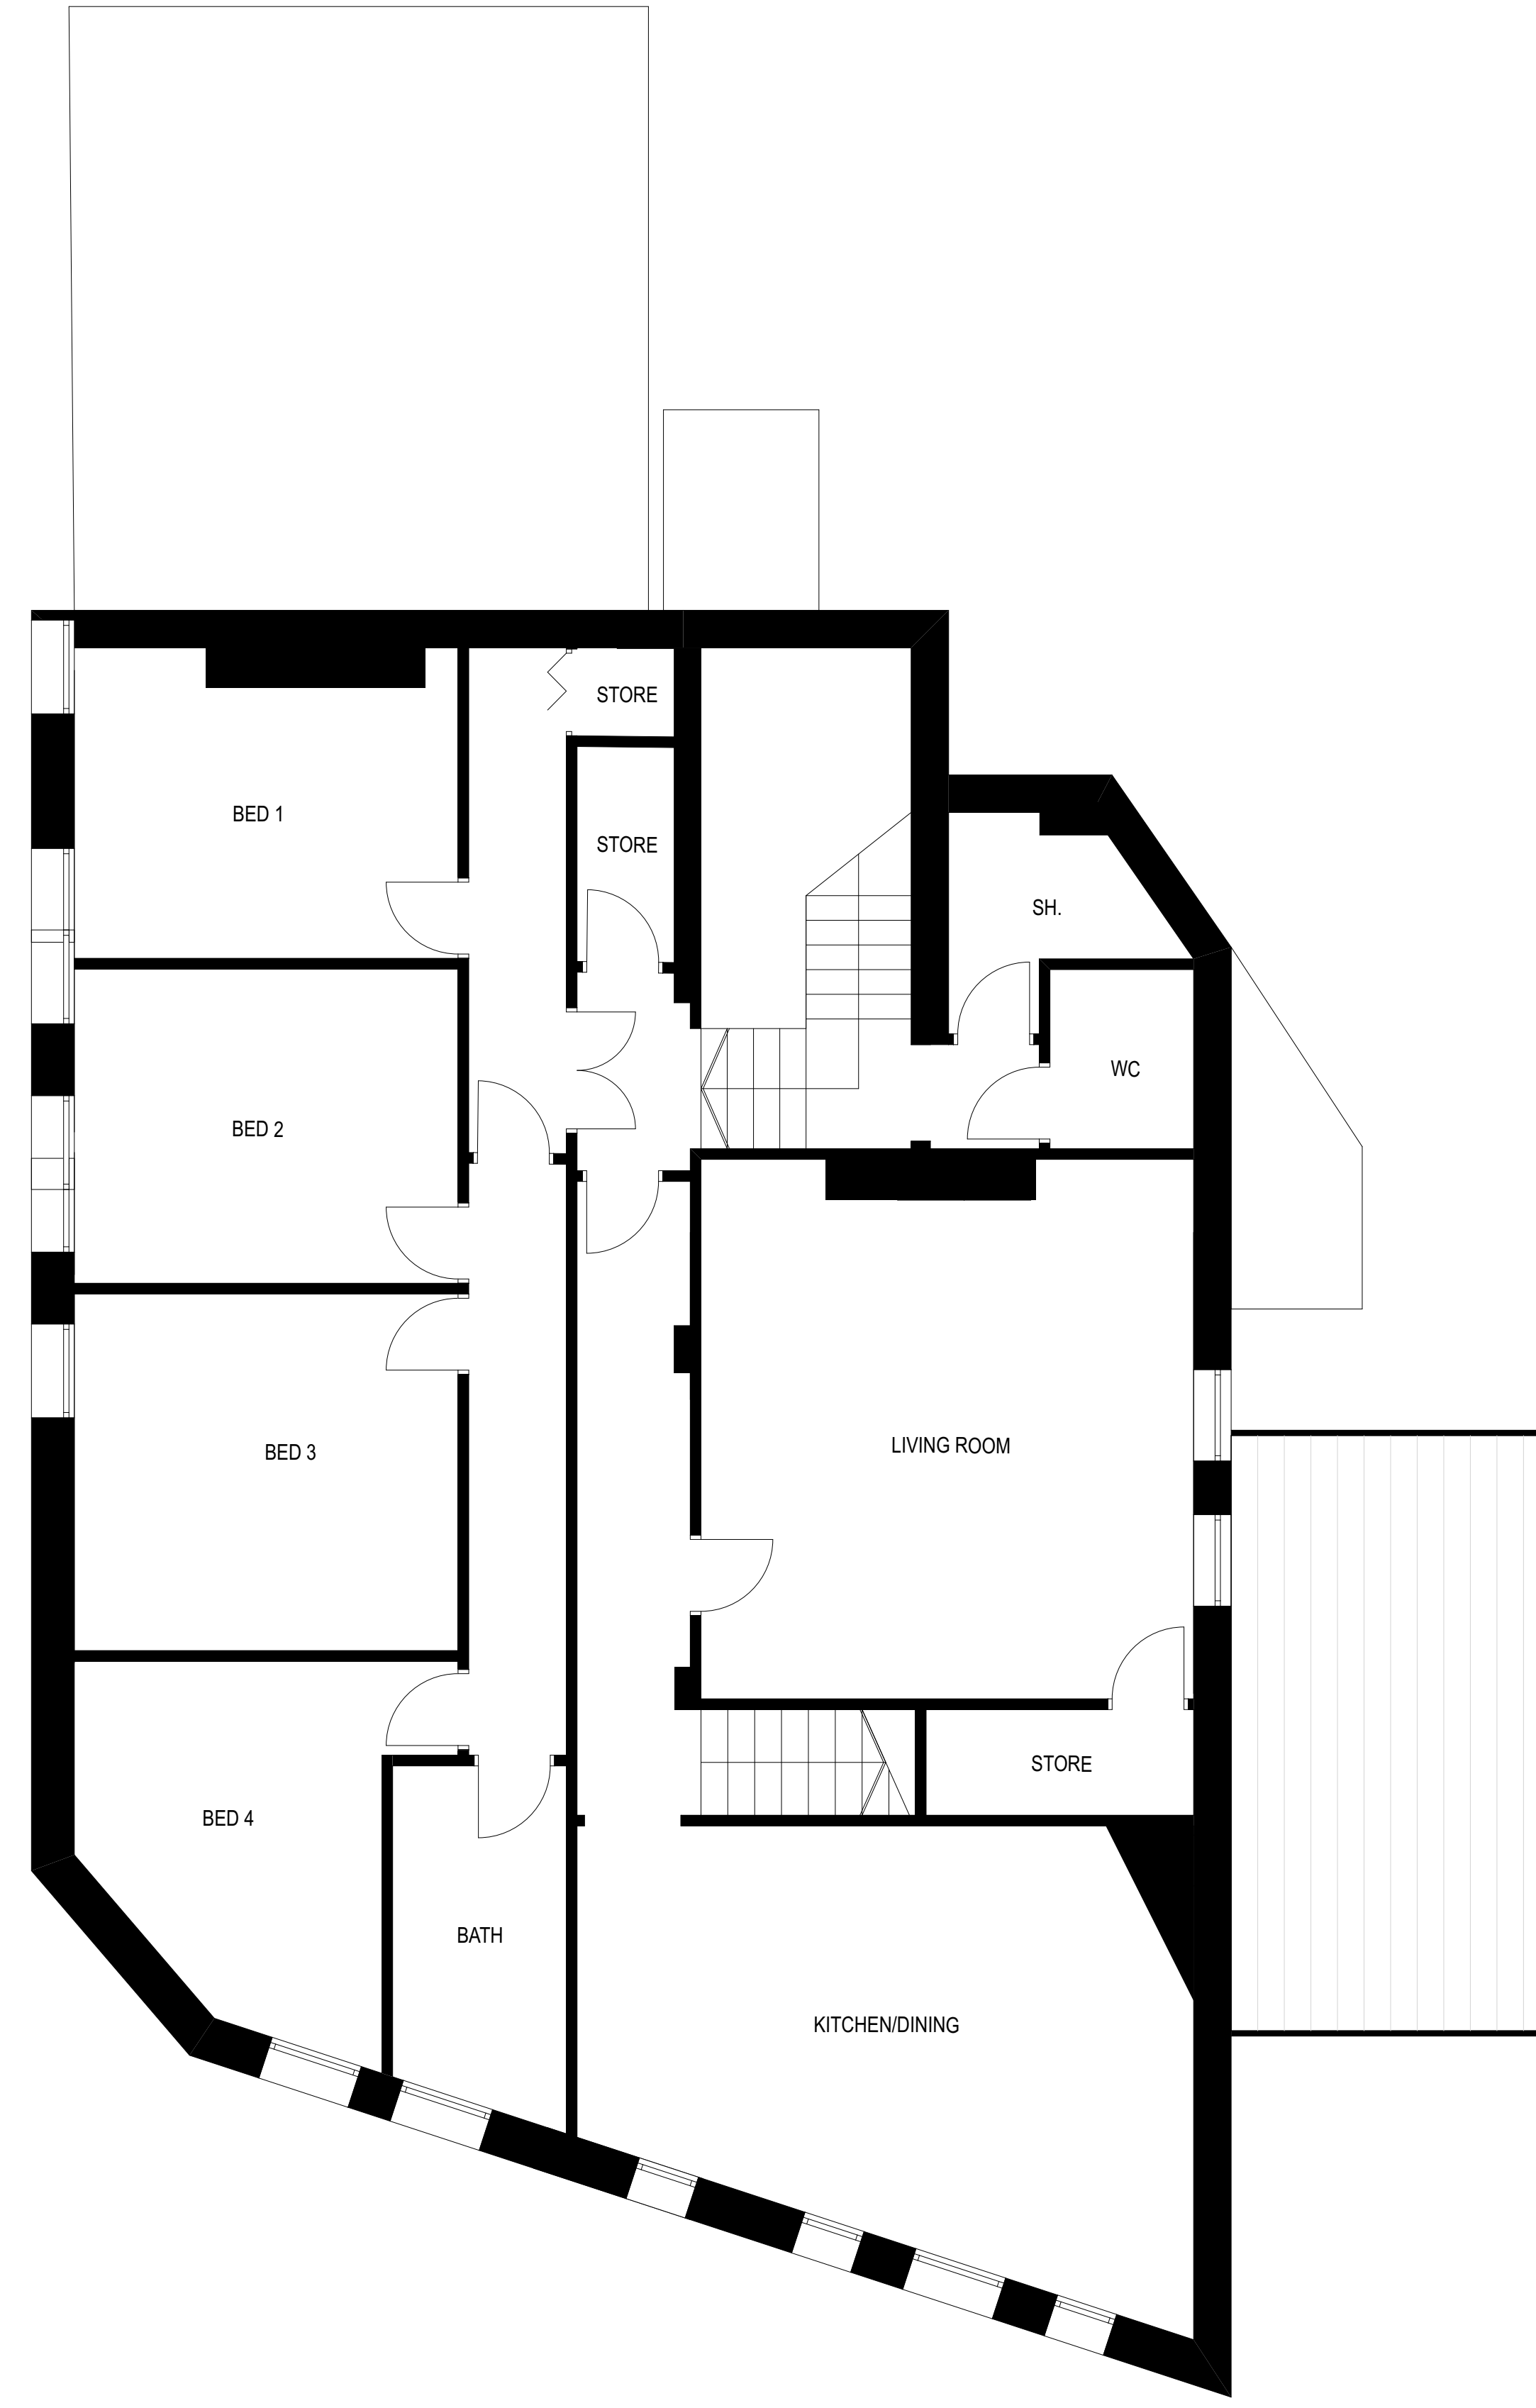 STORE
BED 1
STORE
SH.
WC
BED 2
LIVING ROOM
BED 3
STORE
BED 4
BATH
KITCHEN/DINING